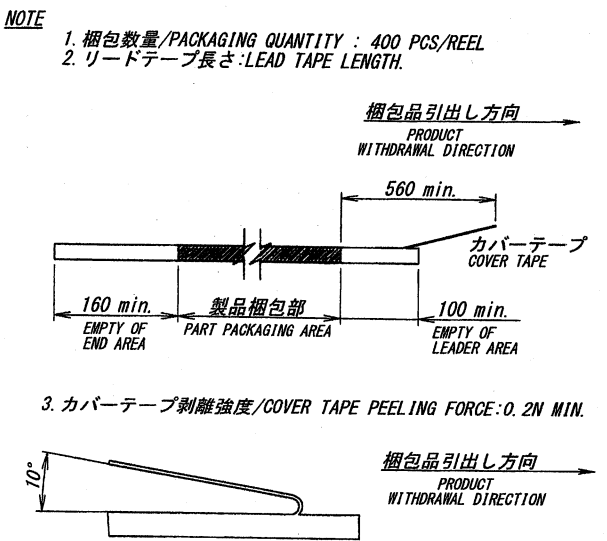 NOTE
1. 梱包数量/PACKAGING QUANTITY : 400 PCS/REEL
2. リードテープ長さ:LEAD TAPE LENGTH.
梱包品引出し方向
PRODUCT
WITHDRAWAL DIRECTION
560 min.
カバーテープ
COVER TAPE
160 min.
EMPTY OF
END AREA
製品梱包部
PART PACKAGING AREA
100 min.
EMPTY OF
LEADER AREA
3. カバーテープ剥離強度/COVER TAPE PEELING FORCE:0.2N MIN.
10°
梱包品引出し方向
PRODUCT
WITHDRAWAL DIRECTION